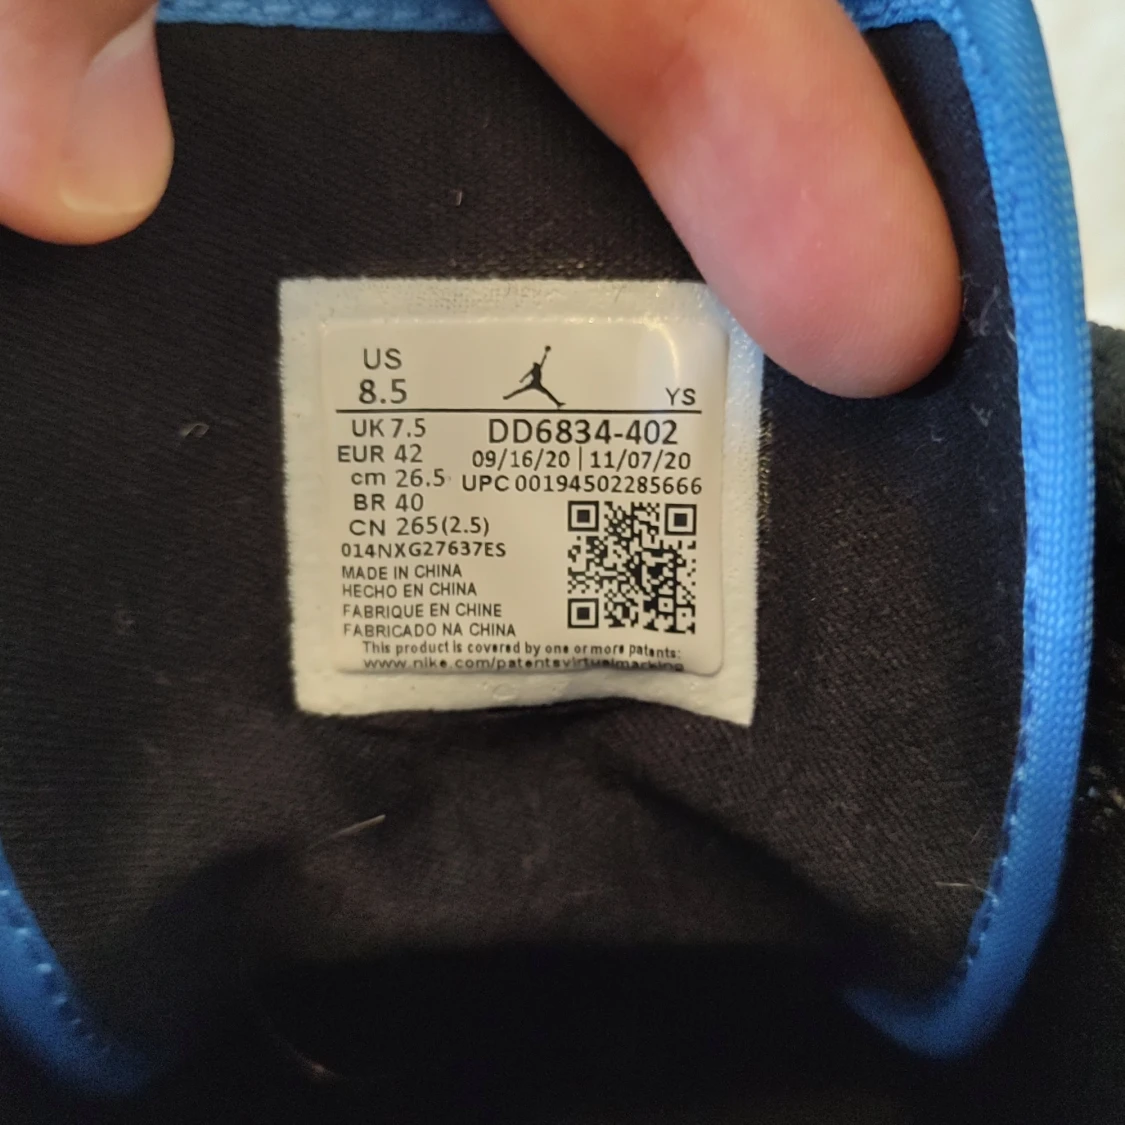 US
8.5
YS
UK 7.5
EUR 42
cm 26.5
BR 40
CN 265(2.5)
DD6834-402
09/16/20 | 11/07/20
UPC 00194502285666
014NXG27637ES
MADE IN CHINA
HECHO EN CHINA
FABRIQUE EN CHINE
FABRICADO NA CHINA
This product is covered by one or more patents:
www.nike.com/patentsvirtualmarking